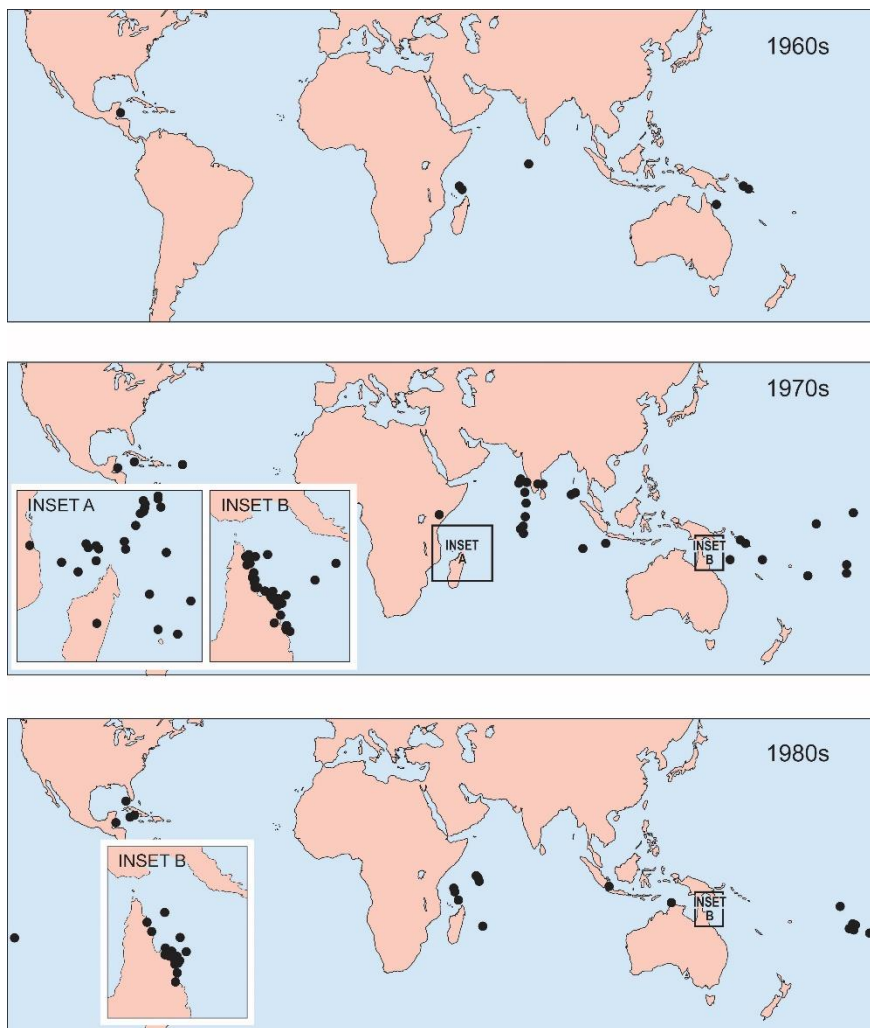 1960s
1970s
INSET A
INSET B
INSET
A
INSET
B
1980s
INSET B
INSET
B